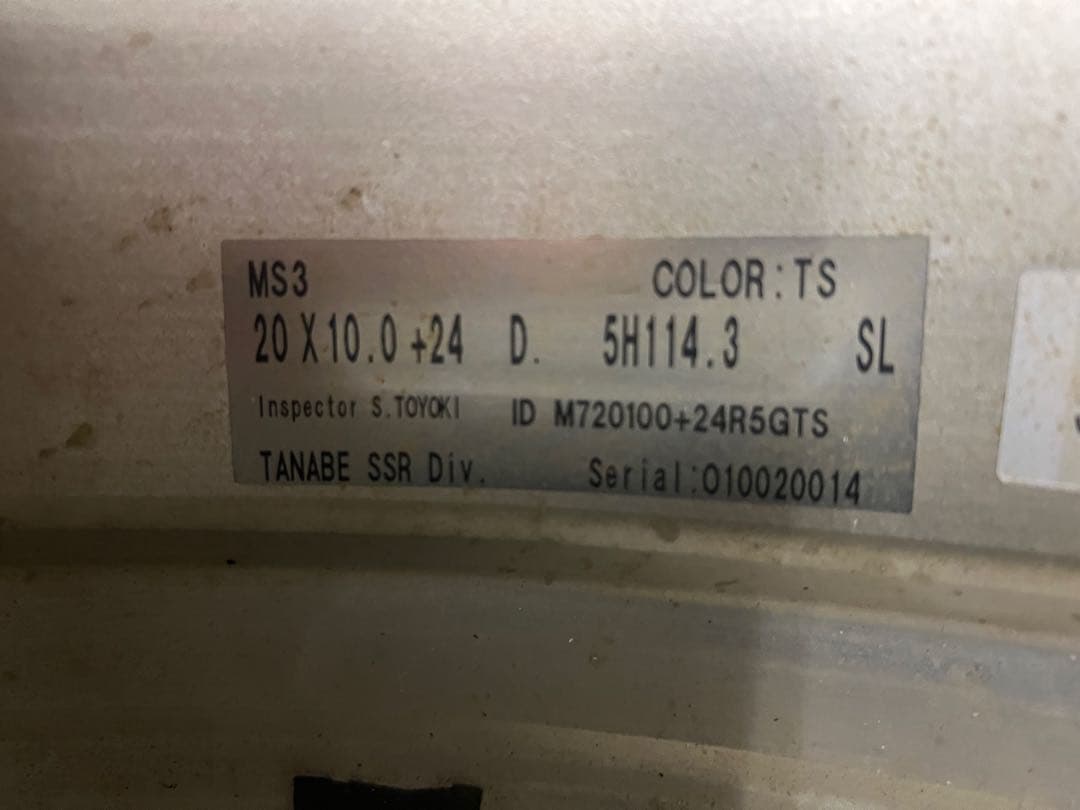 MS3 COLOR:TS
20 X 10.0 +24 D. 5H114.3 SL
Inspector S.TOYOKI ID M720100+24R5GTS
TANABE SSR Div. Serial:010020014